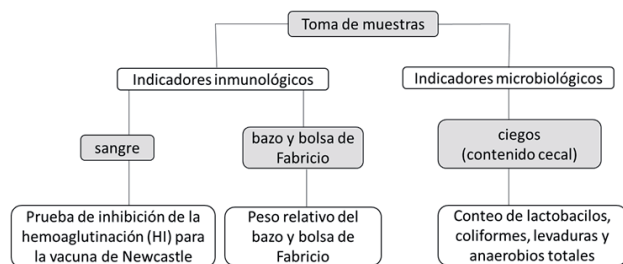 Toma de muestras
Indicadores inmunológicos
Indicadores microbiológicos
sangre
bazo y bolsa de
Fabricio
ciegos
(contenido cecal)
Prueba de inhibición de la
hemoaglutinación (HI) para
la vacuna de Newcastle
Peso relativo del
bazo y bolsa de
Fabricio
Conteo de lactobacilos,
coliformes, levaduras y
anaerobios totales